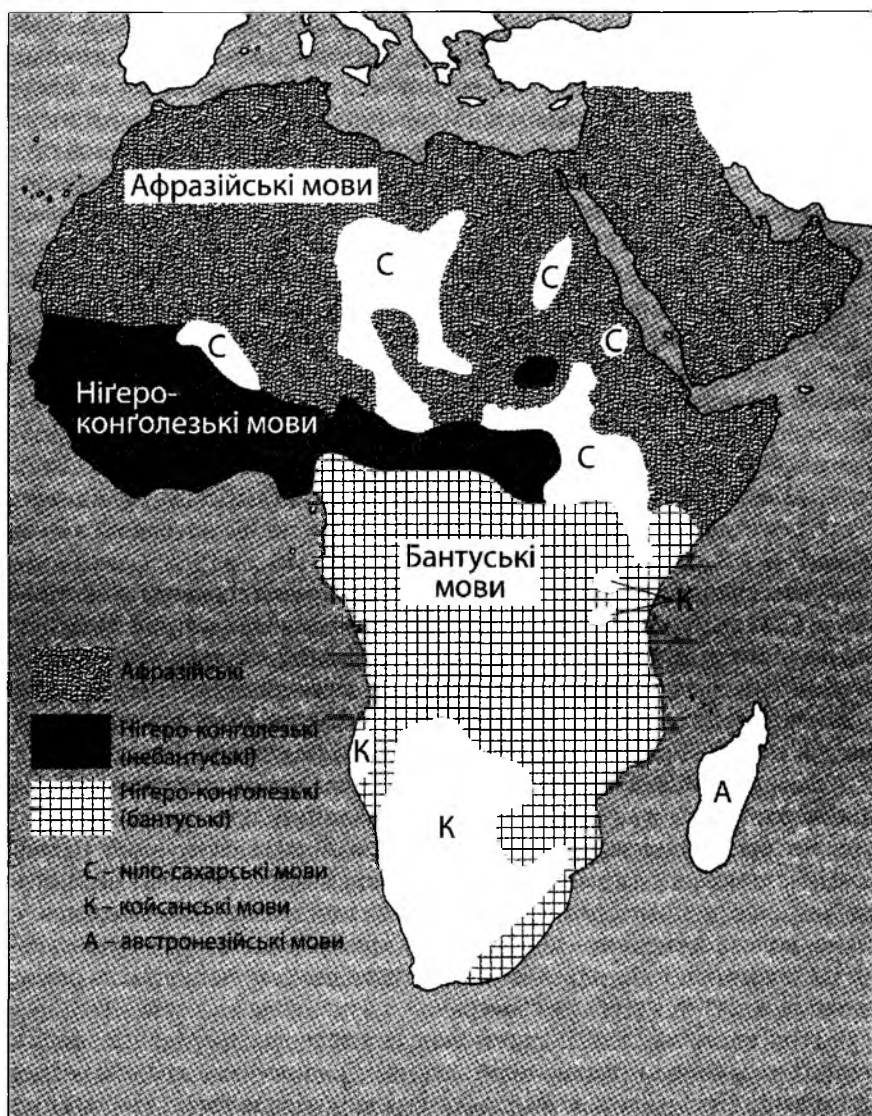 Афразійські мови
С
С
С
С
Ніґеро-
конґолезькі мови
С
Бантуські
мови
К
Афразійські
Ніґеро-конґолезькі
(небантуські)
Ніґеро-конґолезькі
(бантуські)
К
К
А
С – ніло-сахарські мови
К – койсанські мови
А – австронезійські мови